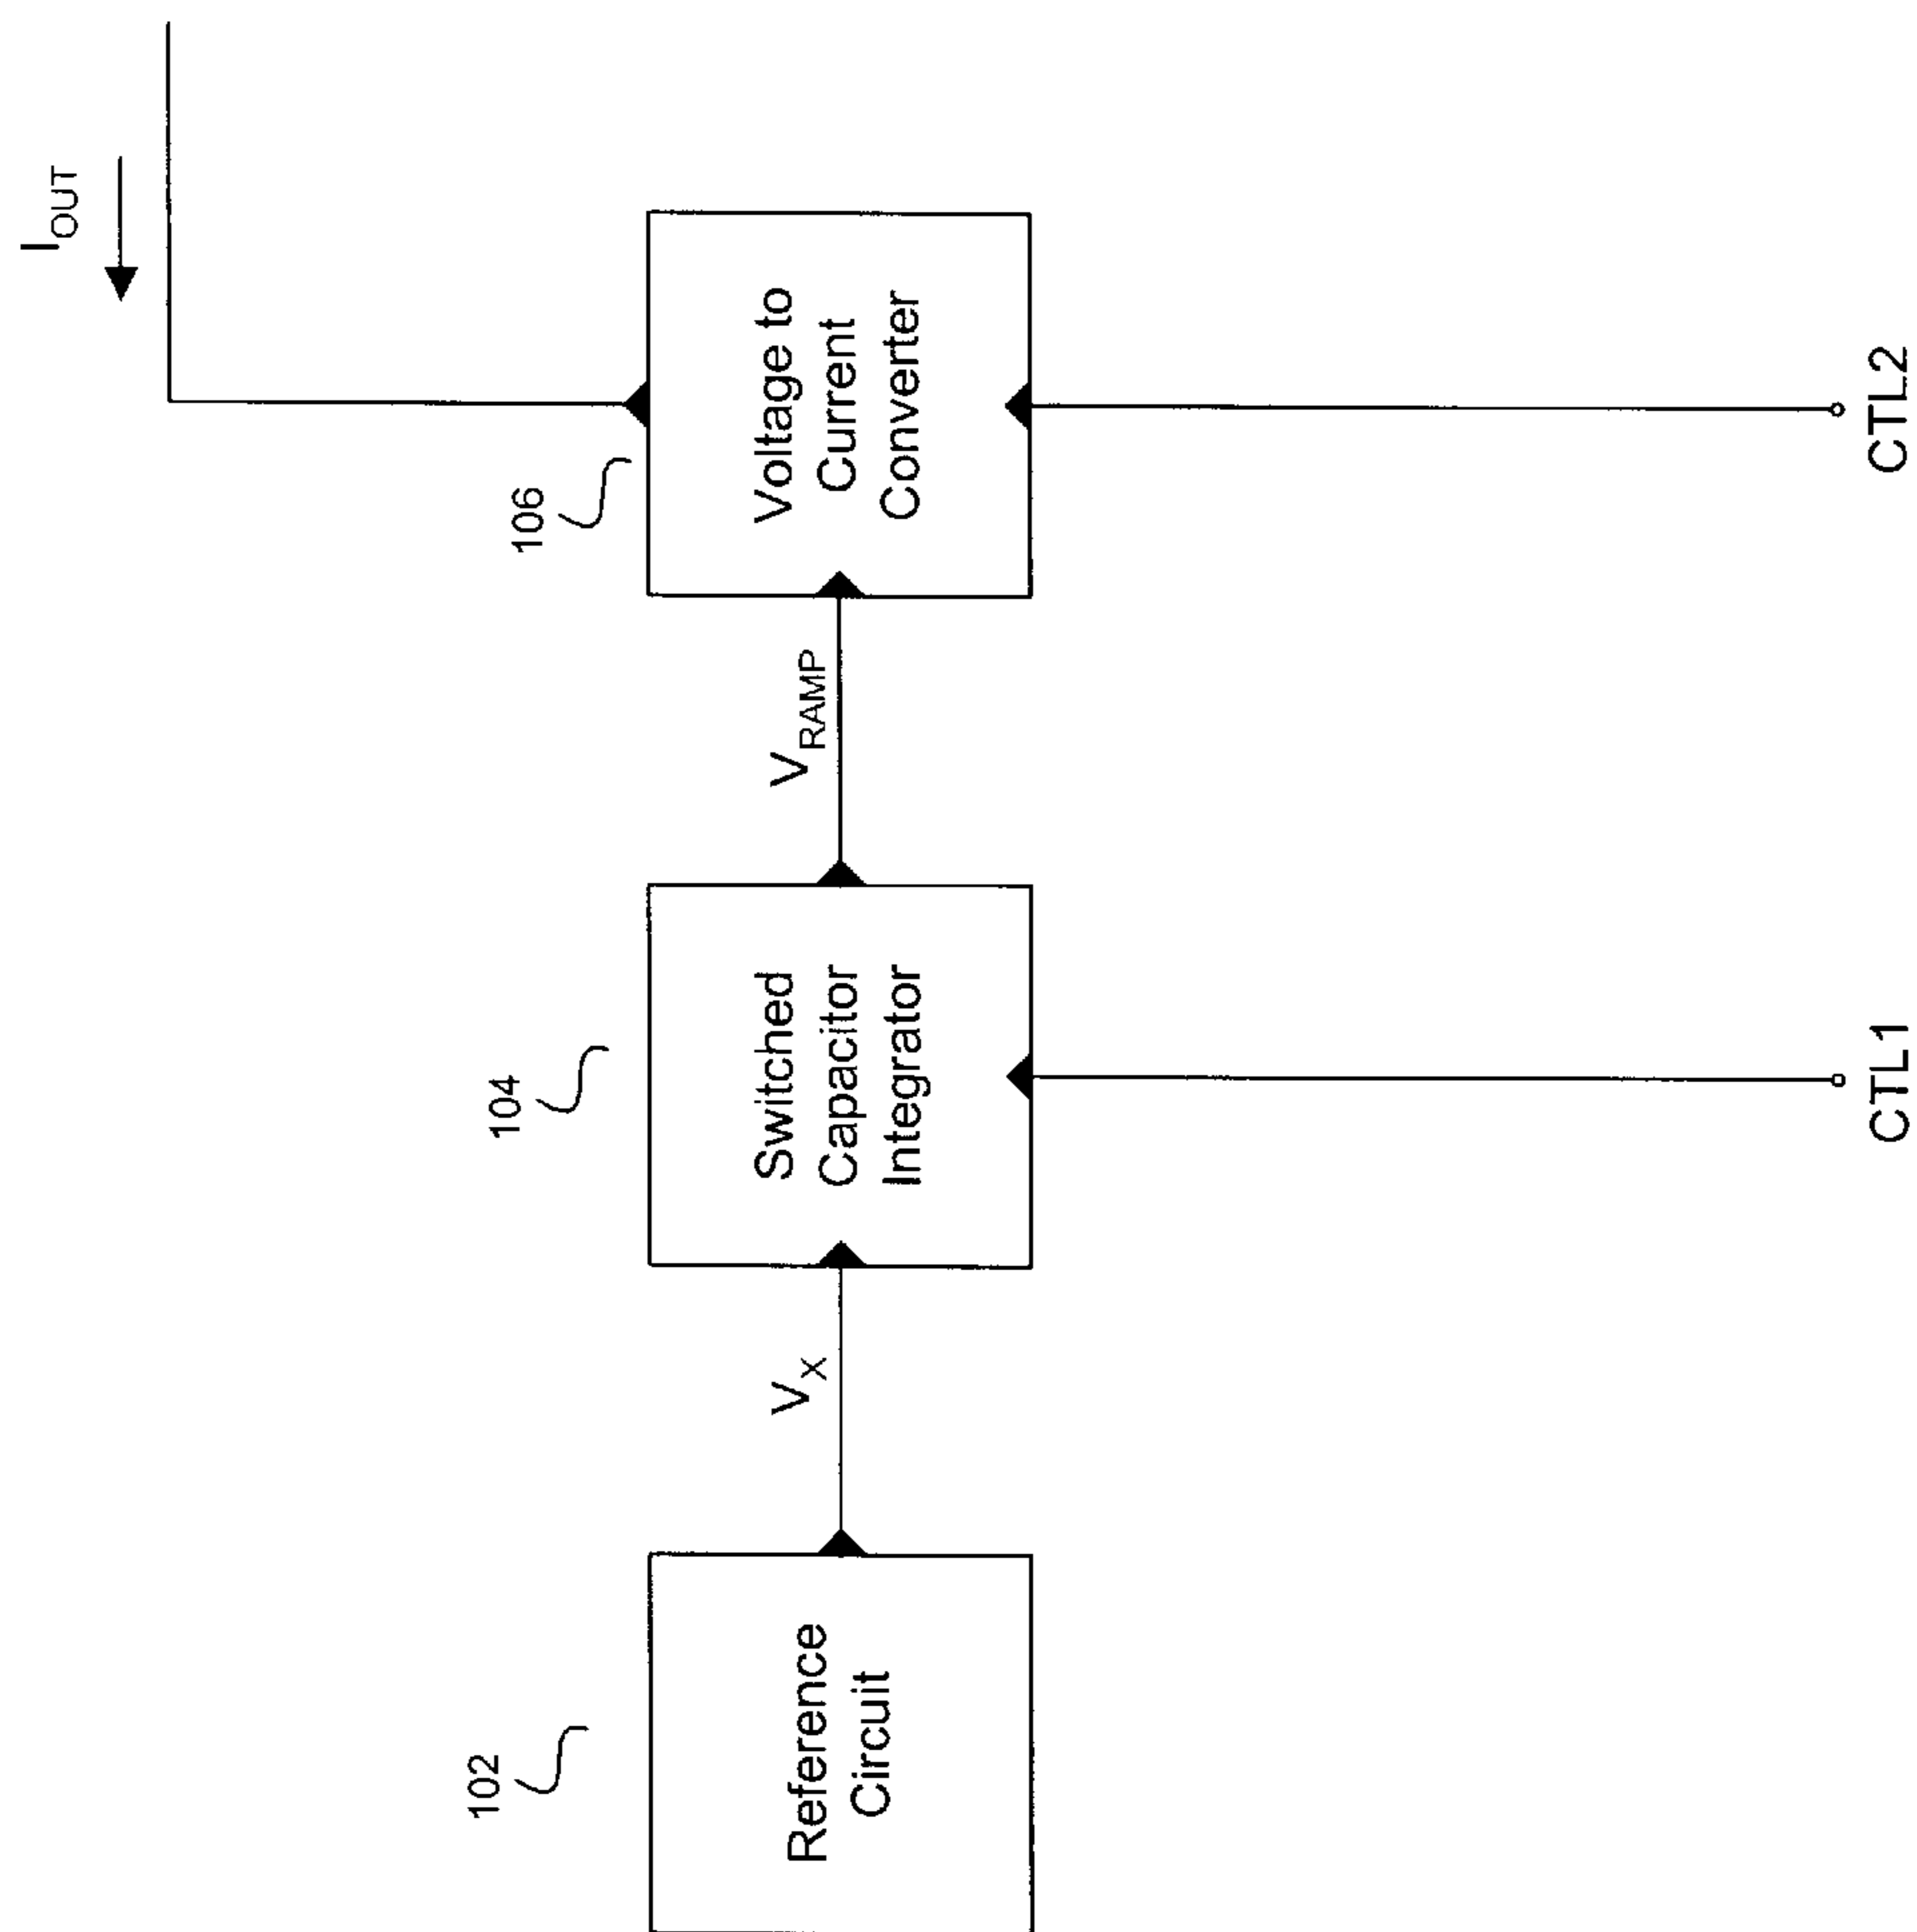 I_OUT
106
Voltage to
Current
Converter
V_RAMP
104
Switched
Capacitor
Integrator
V_X
102
Reference
Circuit
CTL1
CTL2